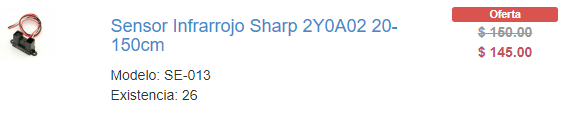 Sensor Infrarrojo Sharp 2Y0A02 20-
150cm
Modelo: SE-013
Existencia: 26
Oferta
$ 150.00
$ 145.00